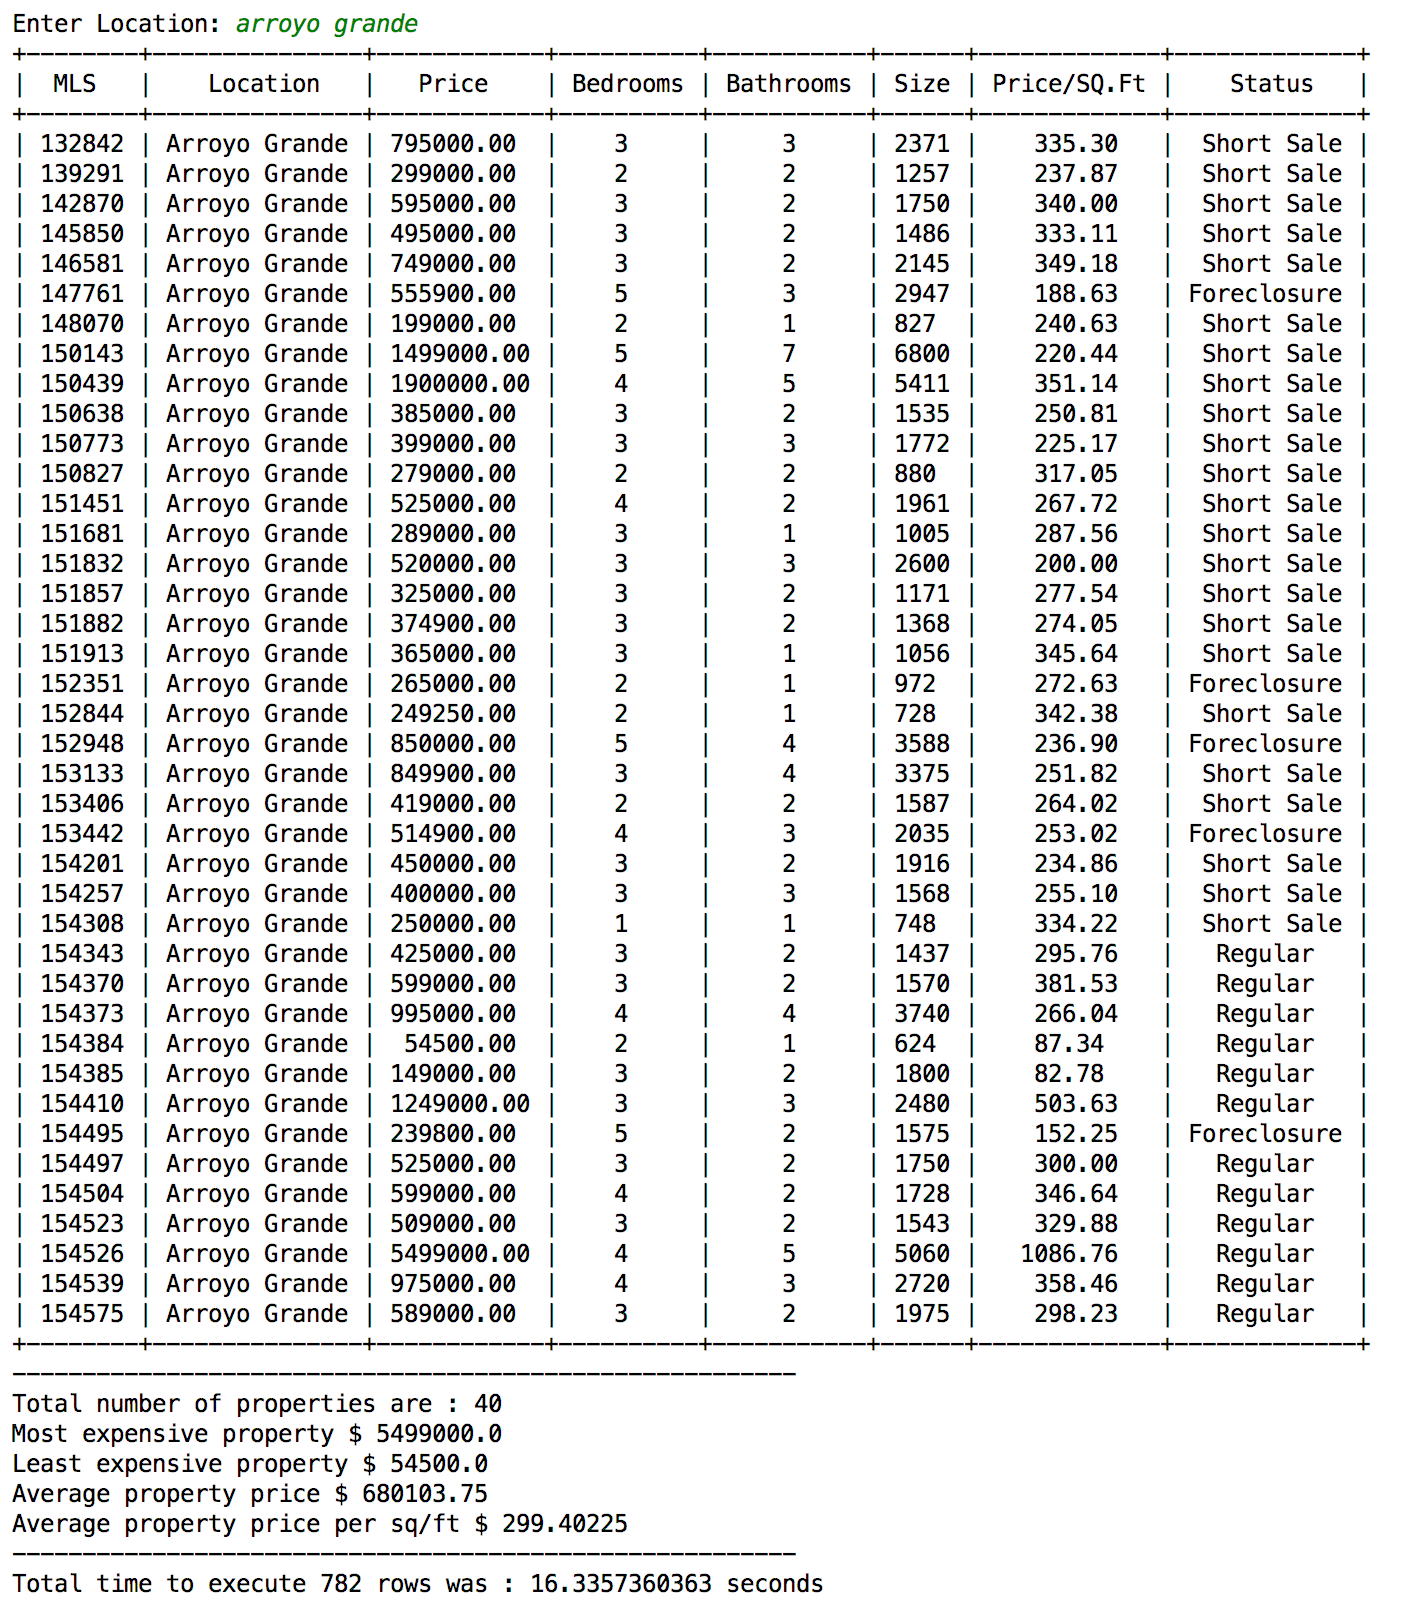 Enter Location: arroyo grande
+--------+---------------+------------+----------+-----------+------+-------------+-------------+
| MLS | Location | Price | Bedrooms | Bathrooms | Size | Price/SQ.Ft | Status |
+--------+---------------+------------+----------+-----------+------+-------------+-------------+
| 132842 | Arroyo Grande | 795000.00 | 3 | 3 | 2371 | 335.30 | Short Sale |
| 139291 | Arroyo Grande | 299000.00 | 2 | 2 | 1257 | 237.87 | Short Sale |
| 142870 | Arroyo Grande | 595000.00 | 3 | 2 | 1750 | 340.00 | Short Sale |
| 145850 | Arroyo Grande | 495000.00 | 3 | 2 | 1486 | 333.11 | Short Sale |
| 146581 | Arroyo Grande | 749000.00 | 3 | 2 | 2145 | 349.18 | Short Sale |
| 147761 | Arroyo Grande | 555900.00 | 5 | 3 | 2947 | 188.63 | Foreclosure |
| 148070 | Arroyo Grande | 199000.00 | 2 | 1 | 827 | 240.63 | Short Sale |
| 150143 | Arroyo Grande | 1499000.00 | 5 | 7 | 6800 | 220.44 | Short Sale |
| 150439 | Arroyo Grande | 1900000.00 | 4 | 5 | 5411 | 351.14 | Short Sale |
| 150638 | Arroyo Grande | 385000.00 | 3 | 2 | 1535 | 250.81 | Short Sale |
| 150773 | Arroyo Grande | 399000.00 | 3 | 3 | 1772 | 225.17 | Short Sale |
| 150827 | Arroyo Grande | 279000.00 | 2 | 2 | 880 | 317.05 | Short Sale |
| 151451 | Arroyo Grande | 525000.00 | 4 | 2 | 1961 | 267.72 | Short Sale |
| 151681 | Arroyo Grande | 289000.00 | 3 | 1 | 1005 | 287.56 | Short Sale |
| 151832 | Arroyo Grande | 520000.00 | 3 | 3 | 2600 | 200.00 | Short Sale |
| 151857 | Arroyo Grande | 325000.00 | 3 | 2 | 1171 | 277.54 | Short Sale |
| 151882 | Arroyo Grande | 374900.00 | 3 | 2 | 1368 | 274.05 | Short Sale |
| 151913 | Arroyo Grande | 365000.00 | 3 | 1 | 1056 | 345.64 | Short Sale |
| 152351 | Arroyo Grande | 265000.00 | 2 | 1 | 972 | 272.63 | Foreclosure |
| 152844 | Arroyo Grande | 249250.00 | 2 | 1 | 728 | 342.38 | Short Sale |
| 152948 | Arroyo Grande | 850000.00 | 5 | 4 | 3588 | 236.90 | Foreclosure |
| 153133 | Arroyo Grande | 849900.00 | 3 | 4 | 3375 | 251.82 | Short Sale |
| 153406 | Arroyo Grande | 419000.00 | 2 | 2 | 1587 | 264.02 | Short Sale |
| 153442 | Arroyo Grande | 514900.00 | 4 | 3 | 2035 | 253.02 | Foreclosure |
| 154201 | Arroyo Grande | 450000.00 | 3 | 2 | 1916 | 234.86 | Short Sale |
| 154257 | Arroyo Grande | 400000.00 | 3 | 3 | 1568 | 255.10 | Short Sale |
| 154308 | Arroyo Grande | 250000.00 | 1 | 1 | 748 | 334.22 | Short Sale |
| 154343 | Arroyo Grande | 425000.00 | 3 | 2 | 1437 | 295.76 | Regular |
| 154370 | Arroyo Grande | 599000.00 | 3 | 2 | 1570 | 381.53 | Regular |
| 154373 | Arroyo Grande | 995000.00 | 4 | 4 | 3740 | 266.04 | Regular |
| 154384 | Arroyo Grande | 54500.00 | 2 | 1 | 624 | 87.34 | Regular |
| 154385 | Arroyo Grande | 149000.00 | 3 | 2 | 1800 | 82.78 | Regular |
| 154410 | Arroyo Grande | 1249000.00 | 3 | 3 | 2480 | 503.63 | Regular |
| 154495 | Arroyo Grande | 239800.00 | 5 | 2 | 1575 | 152.25 | Foreclosure |
| 154497 | Arroyo Grande | 525000.00 | 3 | 2 | 1750 | 300.00 | Regular |
| 154504 | Arroyo Grande | 599000.00 | 4 | 2 | 1728 | 346.64 | Regular |
| 154523 | Arroyo Grande | 509000.00 | 3 | 2 | 1543 | 329.88 | Regular |
| 154526 | Arroyo Grande | 5499000.00 | 4 | 5 | 5060 | 1086.76 | Regular |
| 154539 | Arroyo Grande | 975000.00 | 4 | 3 | 2720 | 358.46 | Regular |
| 154575 | Arroyo Grande | 589000.00 | 3 | 2 | 1975 | 298.23 | Regular |
+--------+---------------+------------+----------+-----------+------+-------------+-------------+
--------------------------------------------------------
Total number of properties are : 40
Most expensive property $ 5499000.0
Least expensive property $ 54500.0
Average property price $ 680103.75
Average property price per sq/ft $ 299.40225
--------------------------------------------------------
Total time to execute 782 rows was : 16.3357360363 seconds